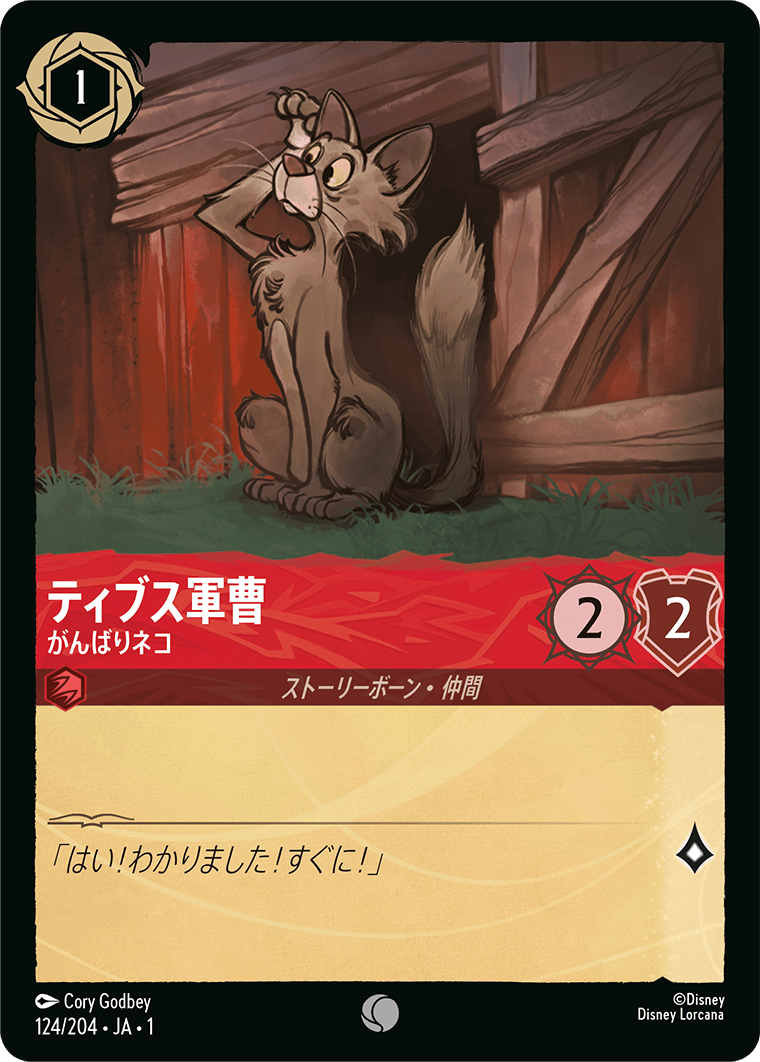 1
ティブス軍曹
がんばりネコ
2
2
ストーリーボーン・仲間
「はい！わかりました！すぐに！」
Cory Godbey
124/204・JA・1
©Disney
Disney Lorcana